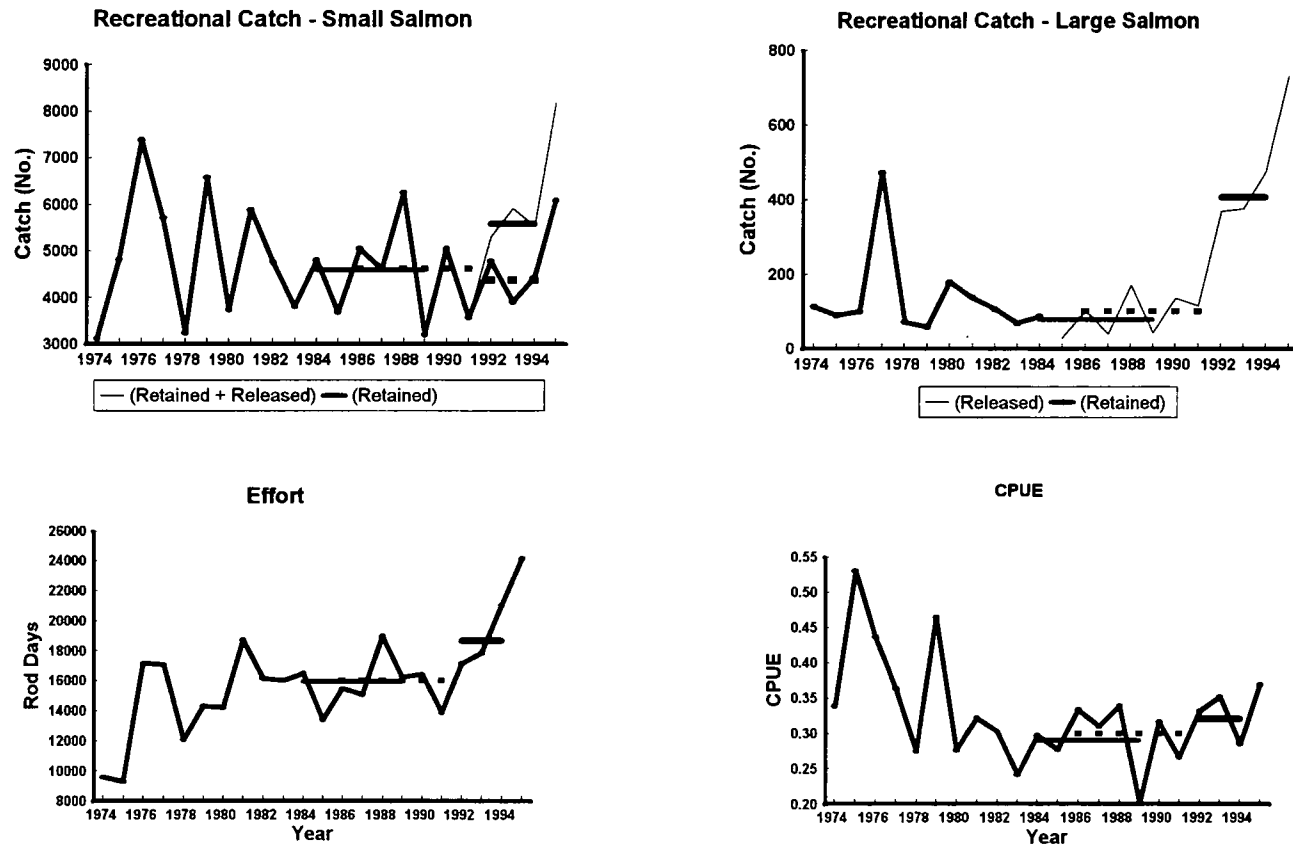 Recreational Catch - Small Salmon
9000
8000
7000
6000
5000
4000
3000
Catch (No.)
1974 1976 1978 1980 1982 1984 1986 1988 1990 1992 1994
(Retained + Released) (Retained)
Recreational Catch - Large Salmon
800
600
400
200
0
Catch (No.)
1974 1976 1978 1980 1982 1984 1986 1988 1990 1992 1994
(Released) (Retained)
Effort
26000
24000
22000
20000
18000
16000
14000
12000
10000
8000
Rod Days
1974 1976 1978 1980 1982 1984 1986 1988 1990 1992 1994
Year
CPUE
0.55
0.50
0.45
0.40
0.35
0.30
0.25
0.20
CPUE
1974 1976 1978 1980 1982 1984 1986 1988 1990 1992 1994
Year